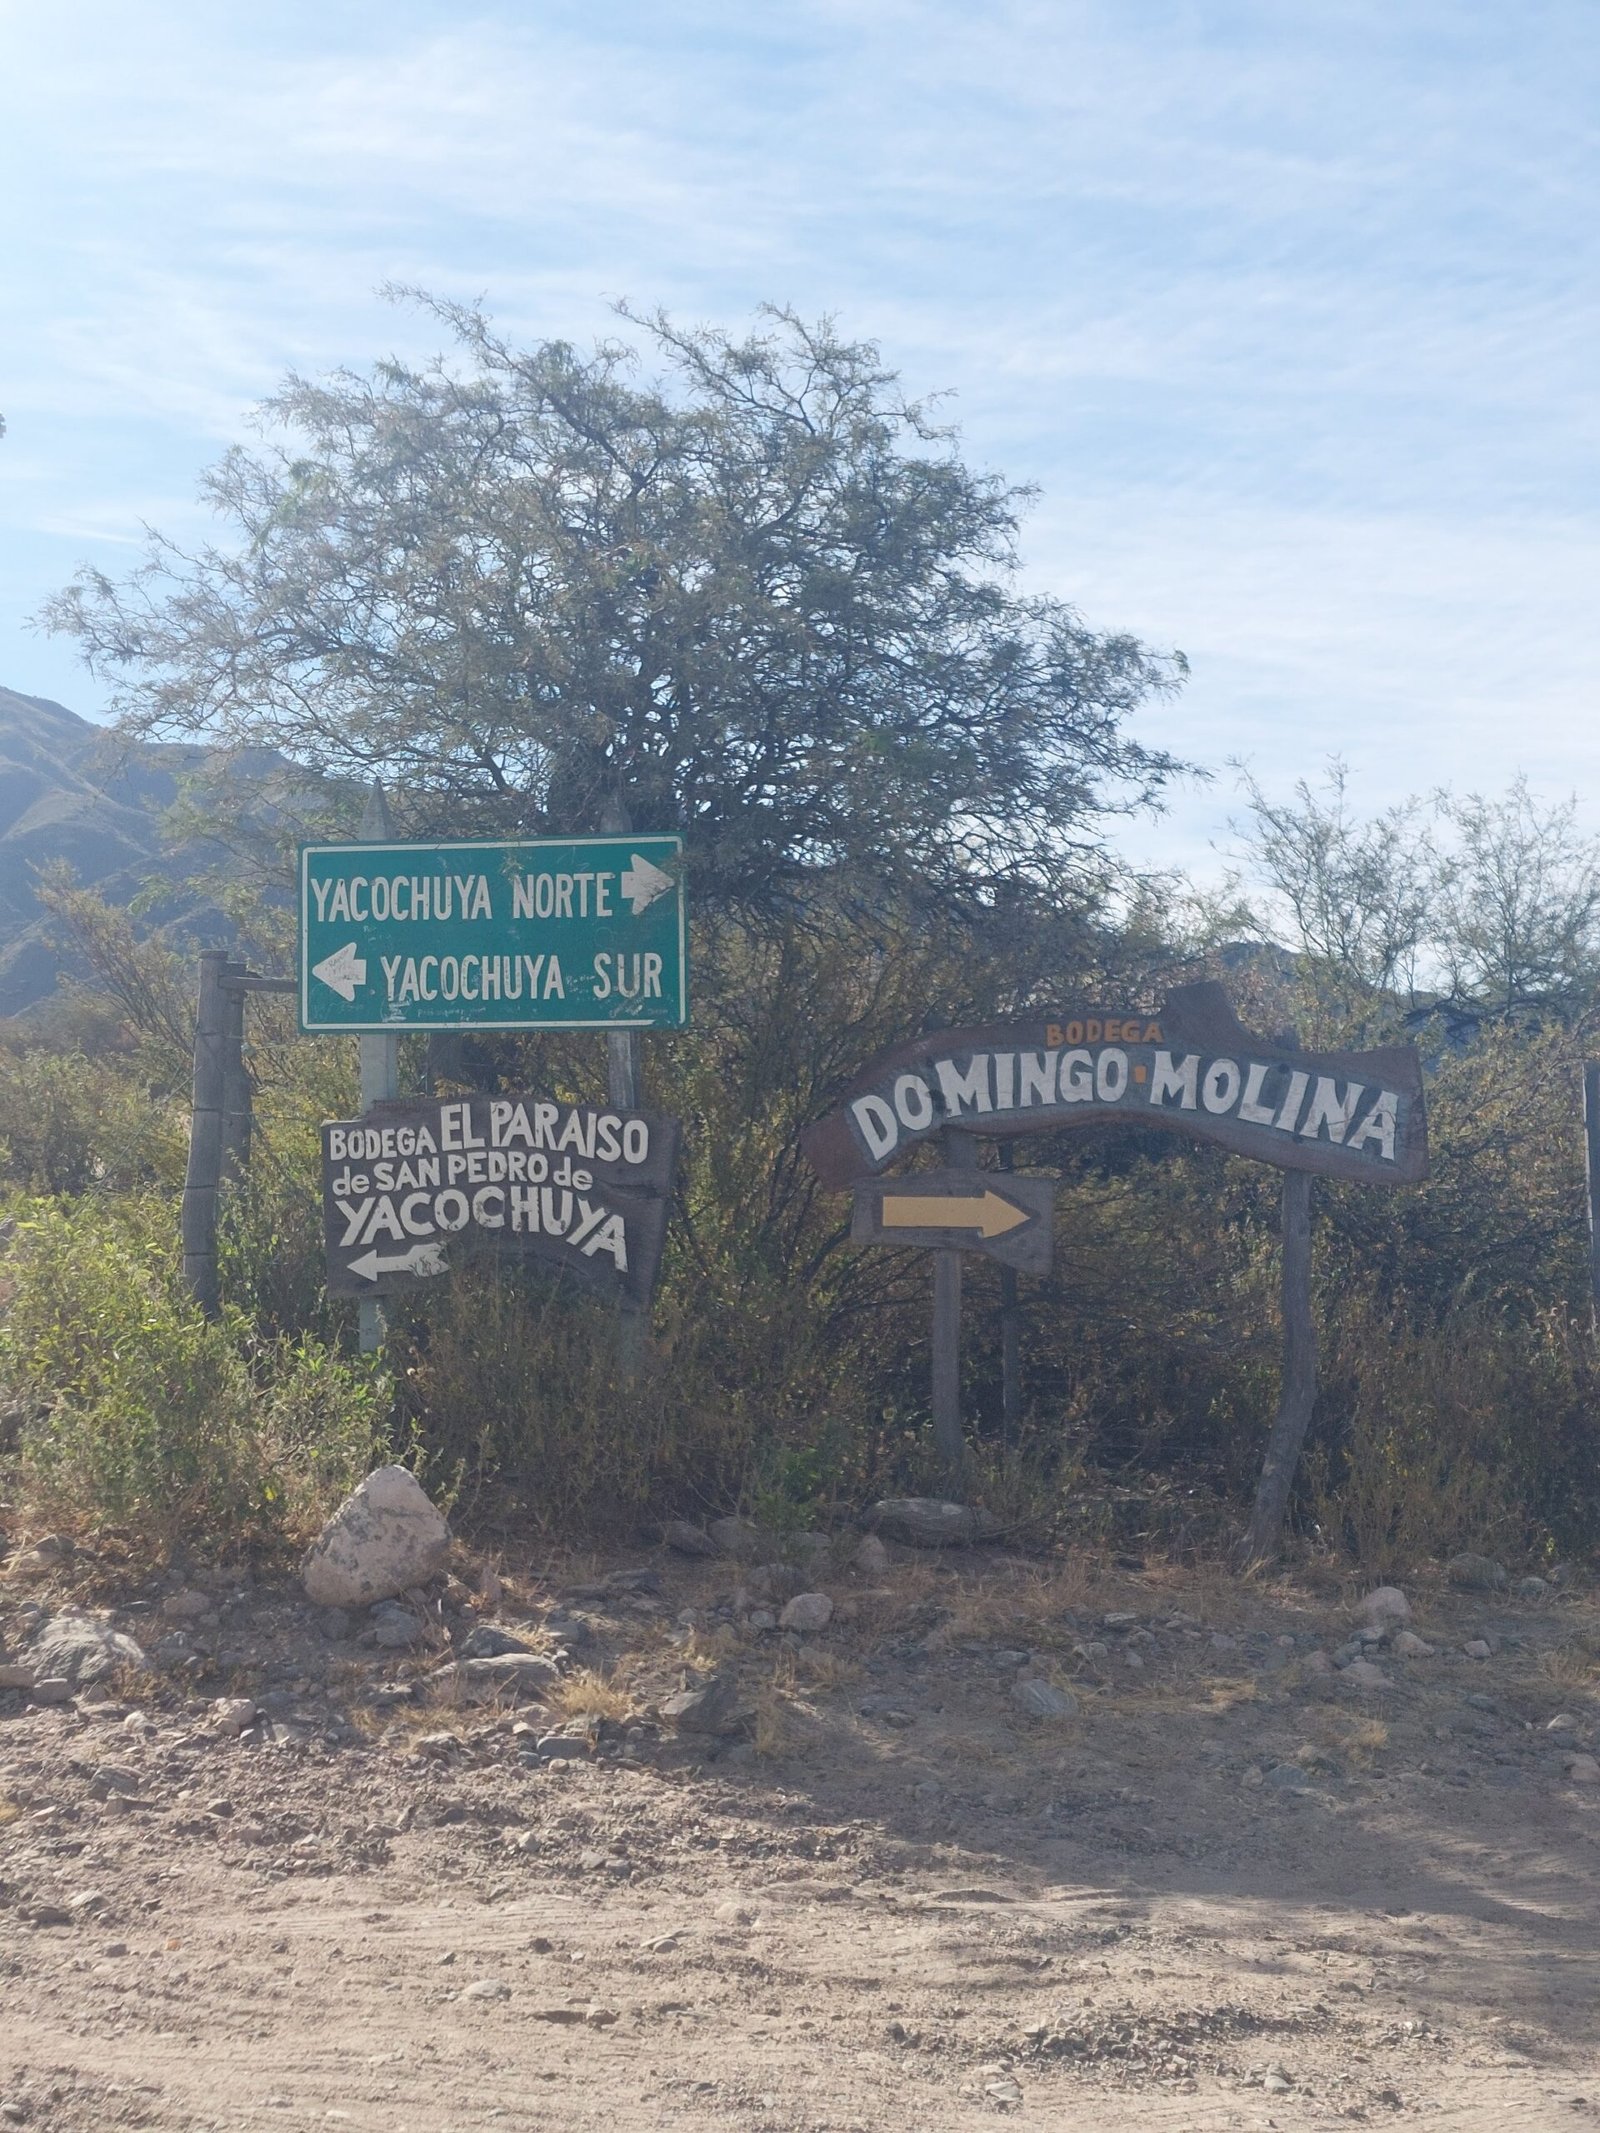 YACOCHUYA NORTE
YACOCHUYA SUR
BODEGA EL PARAISO
de SAN PEDRO de
YACOCHUYA
BODEGA
DOMINGO MOLINA